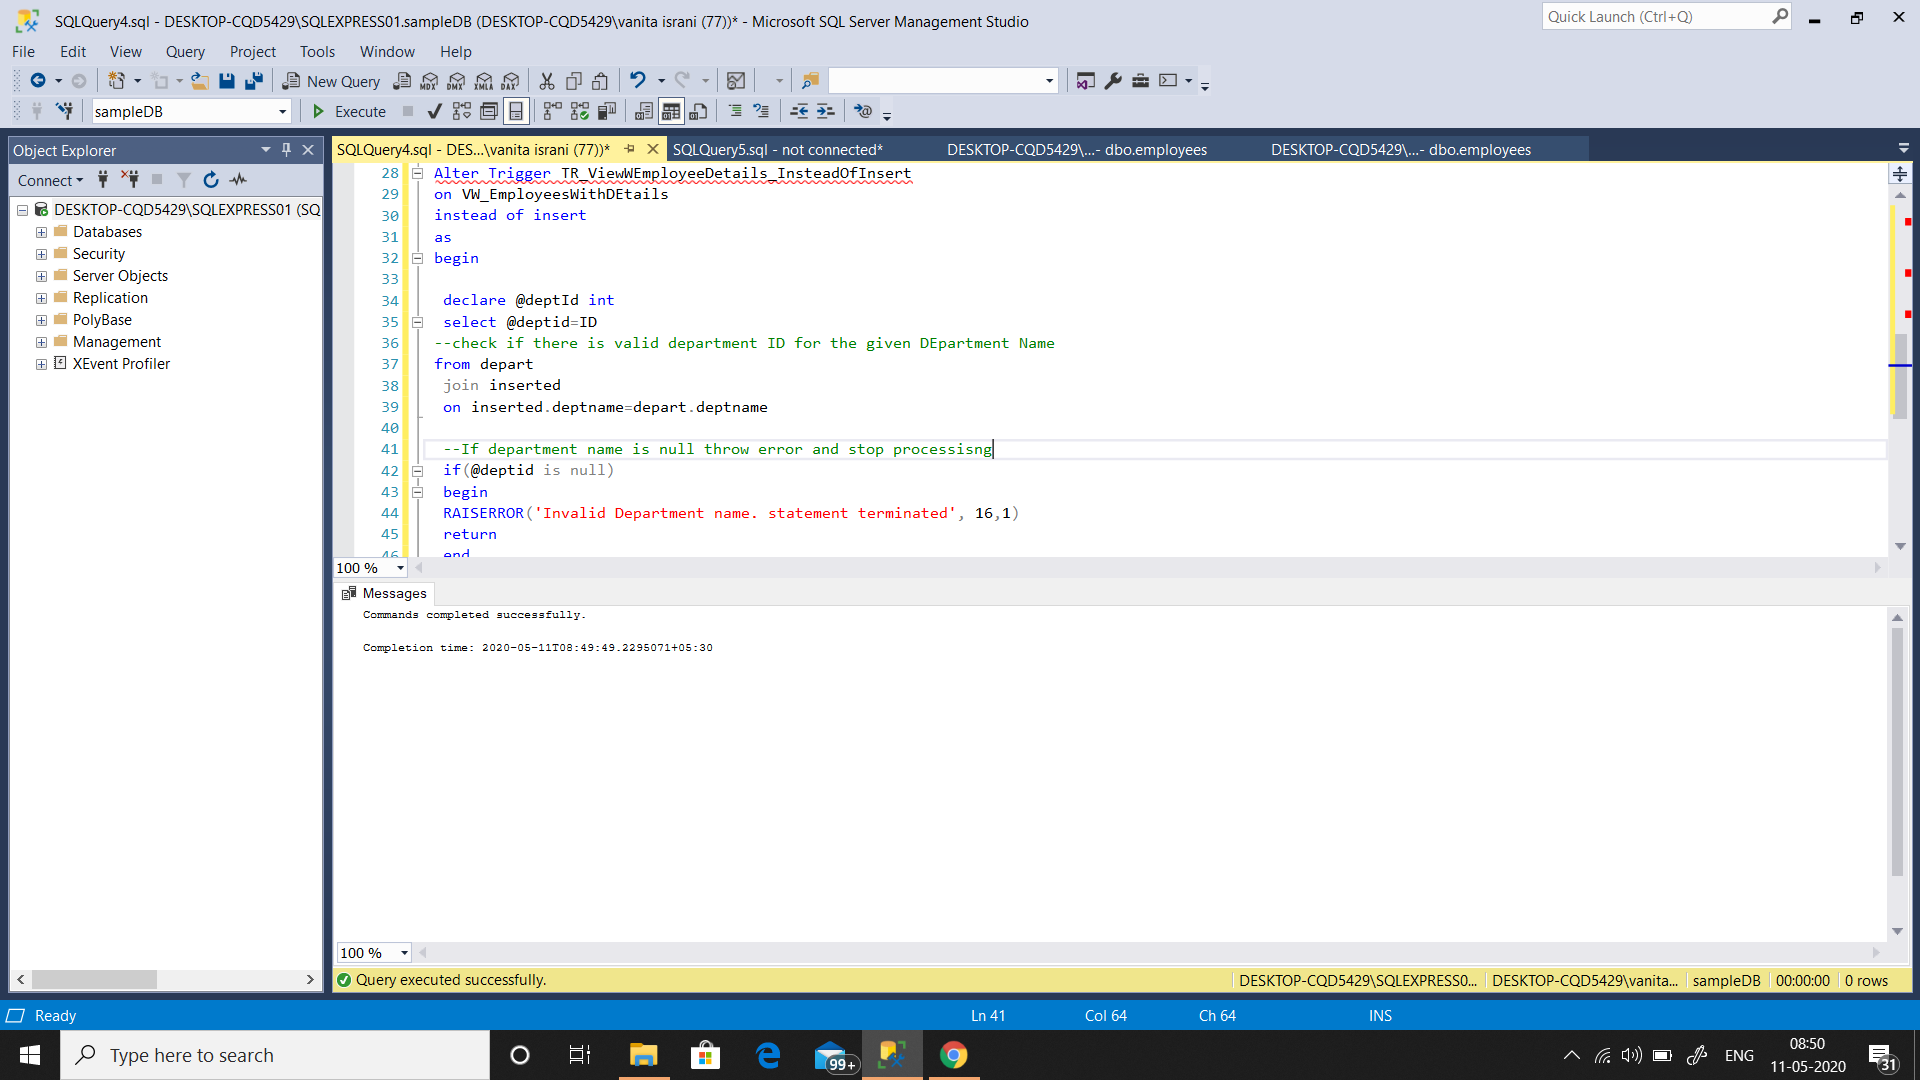 SQLQuery4.sql - DESKTOP-CQD5429\SQLEXPRESS01.sampleDB (DESKTOP-CQD5429\vanita israni (77))* - Microsoft SQL Server Management Studio
Quick Launch (Ctrl+Q)
File Edit View Query Project Tools Window Help
New Query MDX DMX XMLA DAX
sampleDB Execute
Object Explorer
Connect
DESKTOP-CQD5429\SQLEXPRESS01 (SQ
Databases
Security
Server Objects
Replication
PolyBase
Management
XEvent Profiler
SQLQuery4.sql - DES...\vanita israni (77))* SQLQuery5.sql - not connected* DESKTOP-CQD5429\...- dbo.employees DESKTOP-CQD5429\...- dbo.employees
28 Alter Trigger TR_ViewWEmployeeDetails_InsteadOfInsert
29 on VW_EmployeesWithDEtails
30 instead of insert
31 as
32 begin
33
34 declare @deptId int
35 select @deptid=ID
36 --check if there is valid department ID for the given DEpartment Name
37 from depart
38 join inserted
39 on inserted.deptname=depart.deptname
40
41 --If department name is null throw error and stop processisng
42 if(@deptid is null)
43 begin
44 RAISERROR('Invalid Department name. statement terminated', 16,1)
45 return
46 end
100 %
Messages
Commands completed successfully.
Completion time: 2020-05-11T08:49:49.2295071+05:30
100 %
Query executed successfully. DESKTOP-CQD5429\SQLEXPRESS0... DESKTOP-CQD5429\vanita... sampleDB 00:00:00 0 rows
Ready Ln 41 Col 64 Ch 64 INS
Type here to search
99+
ENG
08:50
11-05-2020
31